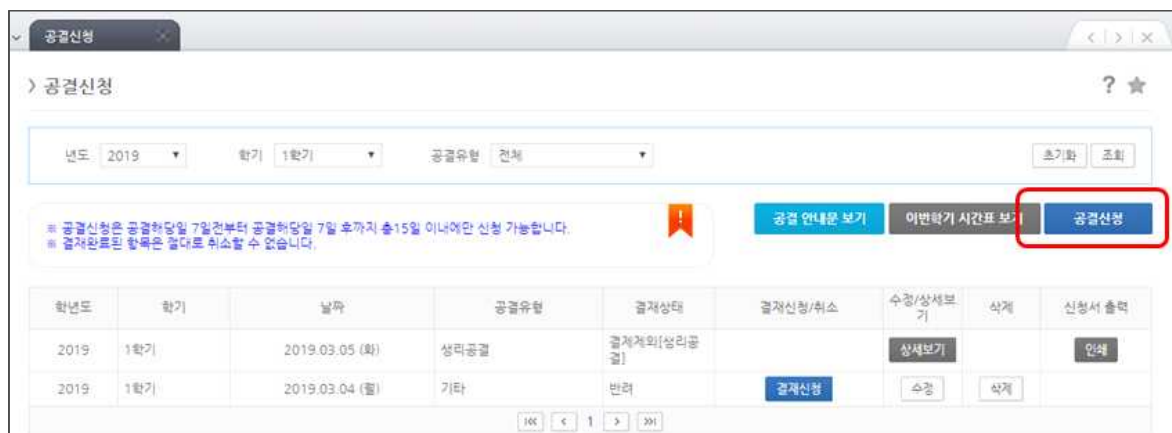 공결신청
> 공결신청
?
년도 2019 학기 1학기 공결유형 전체 초기화 조회
※ 공결신청은 공결해당일 7일전부터 공결해당일 7일 후까지 총15일 이내에만 신청 가능합니다.
※ 결재완료된 항목은 절대로 취소할 수 없습니다.
!
공결 안내문 보기 이번학기 시간표 보기 공결신청
학년도 학기 날짜 공결유형 결재상태 결재신청/취소 수정/상세보기 삭제 신청서 출력
2019 1학기 2019.03.05 (화) 생리공결 결제제외[생리공결] 상세보기 인쇄
2019 1학기 2019.03.04 (월) 기타 반려 결재신청 수정 삭제
1